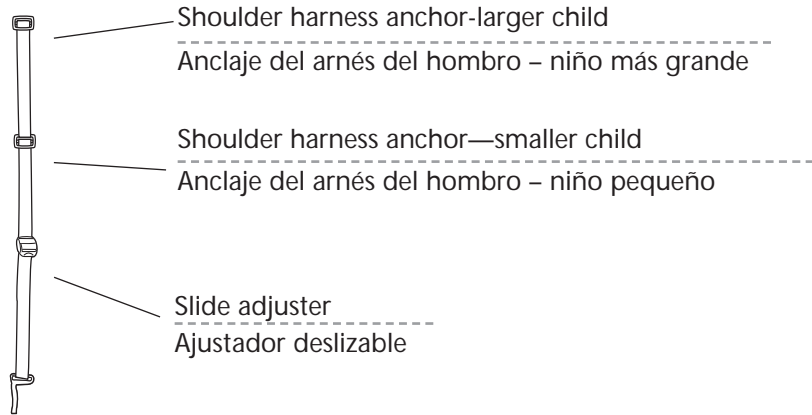 Shoulder harness anchor-larger child
Anclaje del arnés del hombro – niño más grande
Shoulder harness anchor—smaller child
Anclaje del arnés del hombro – niño pequeño
Slide adjuster
Ajustador deslizable